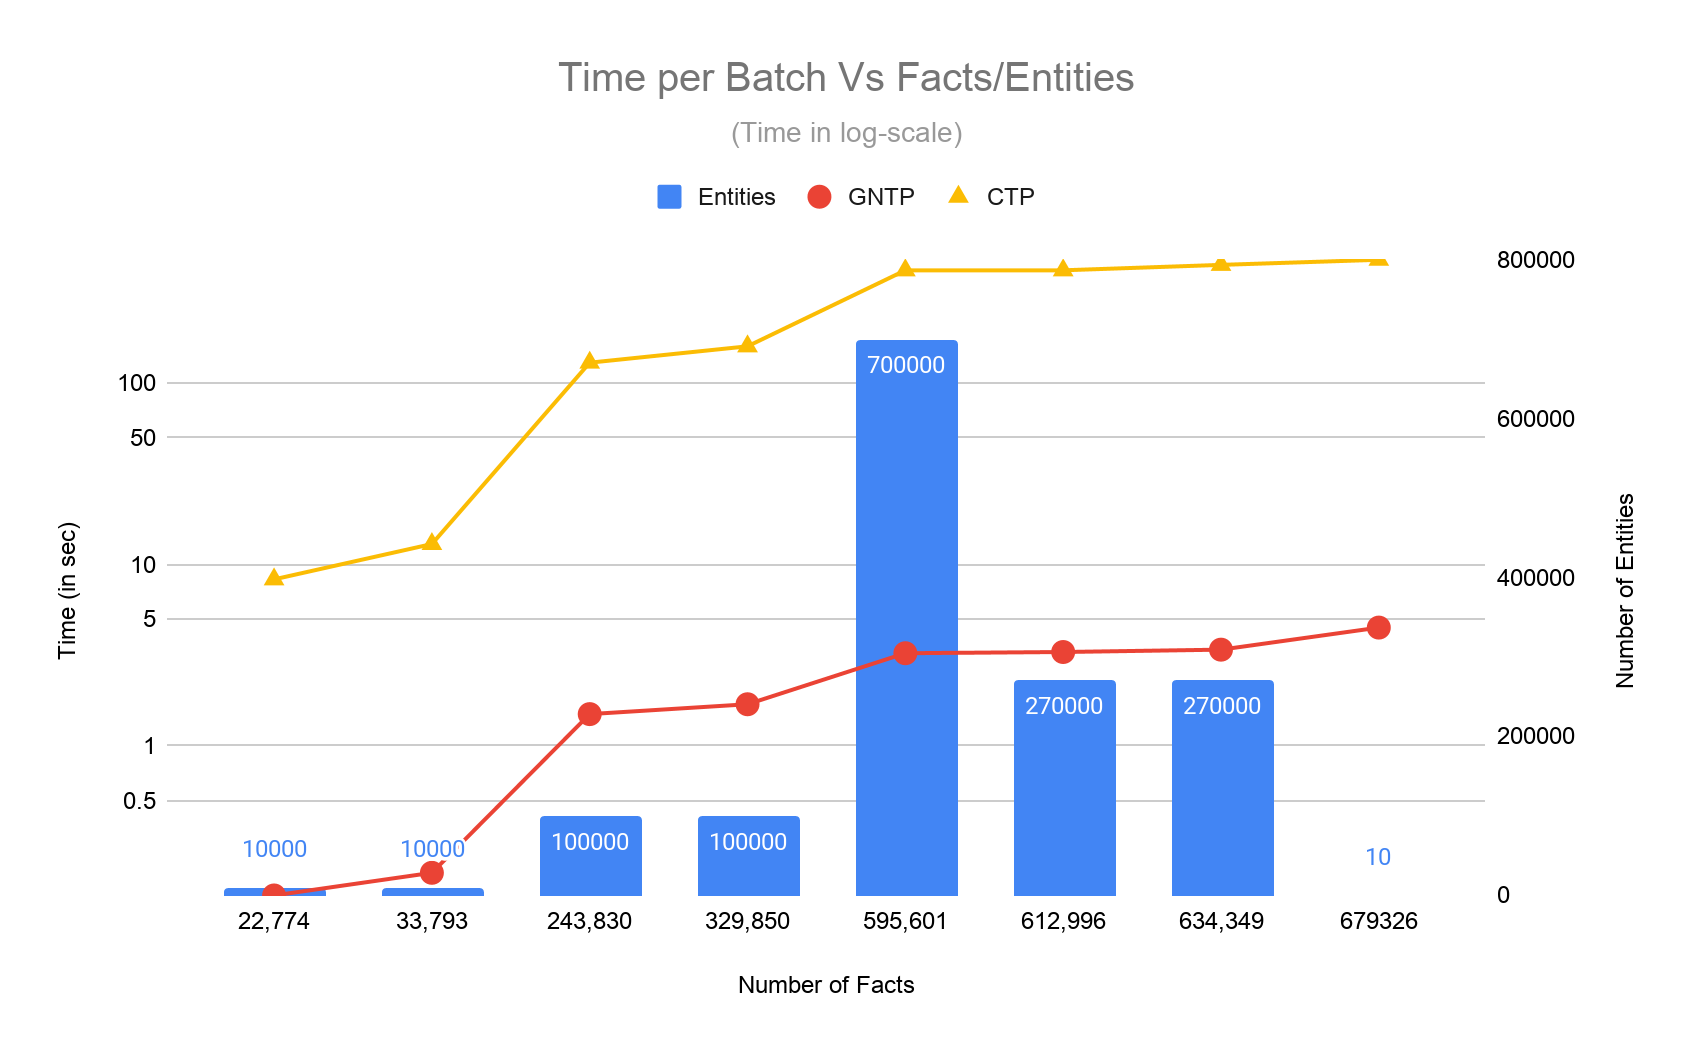 Time per Batch Vs Facts/Entities
(Time in log-scale)
Entities GNTP CTP
800000
700000
100
600000
50
10
400000
5
270000 270000
200000
1
0.5
10000 10000 100000 100000 10
0
22,774 33,793 243,830 329,850 595,601 612,996 634,349 679326
Number of Facts
Time (in sec)
Number of Entities